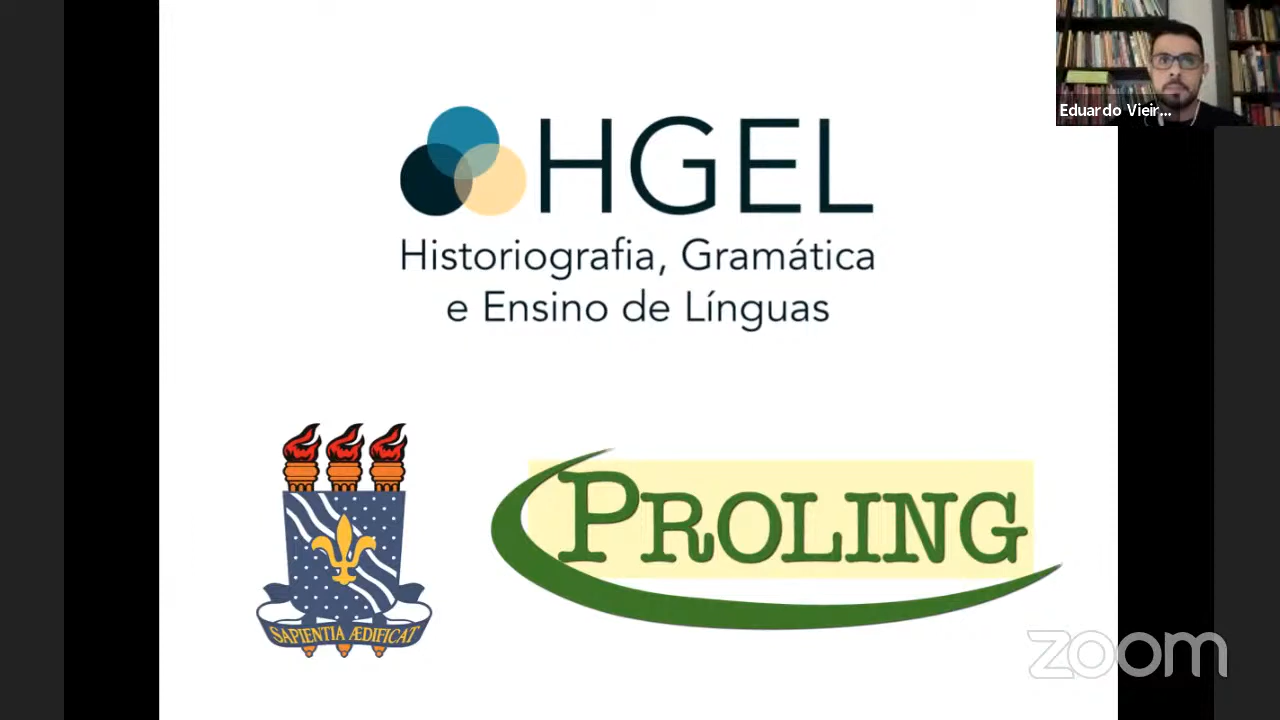 HGEL
Historiografia, Gramática
e Ensino de Línguas
Eduardo Vieir...
SAPIENTIA ÆDIFICAT
PROLING
zoom